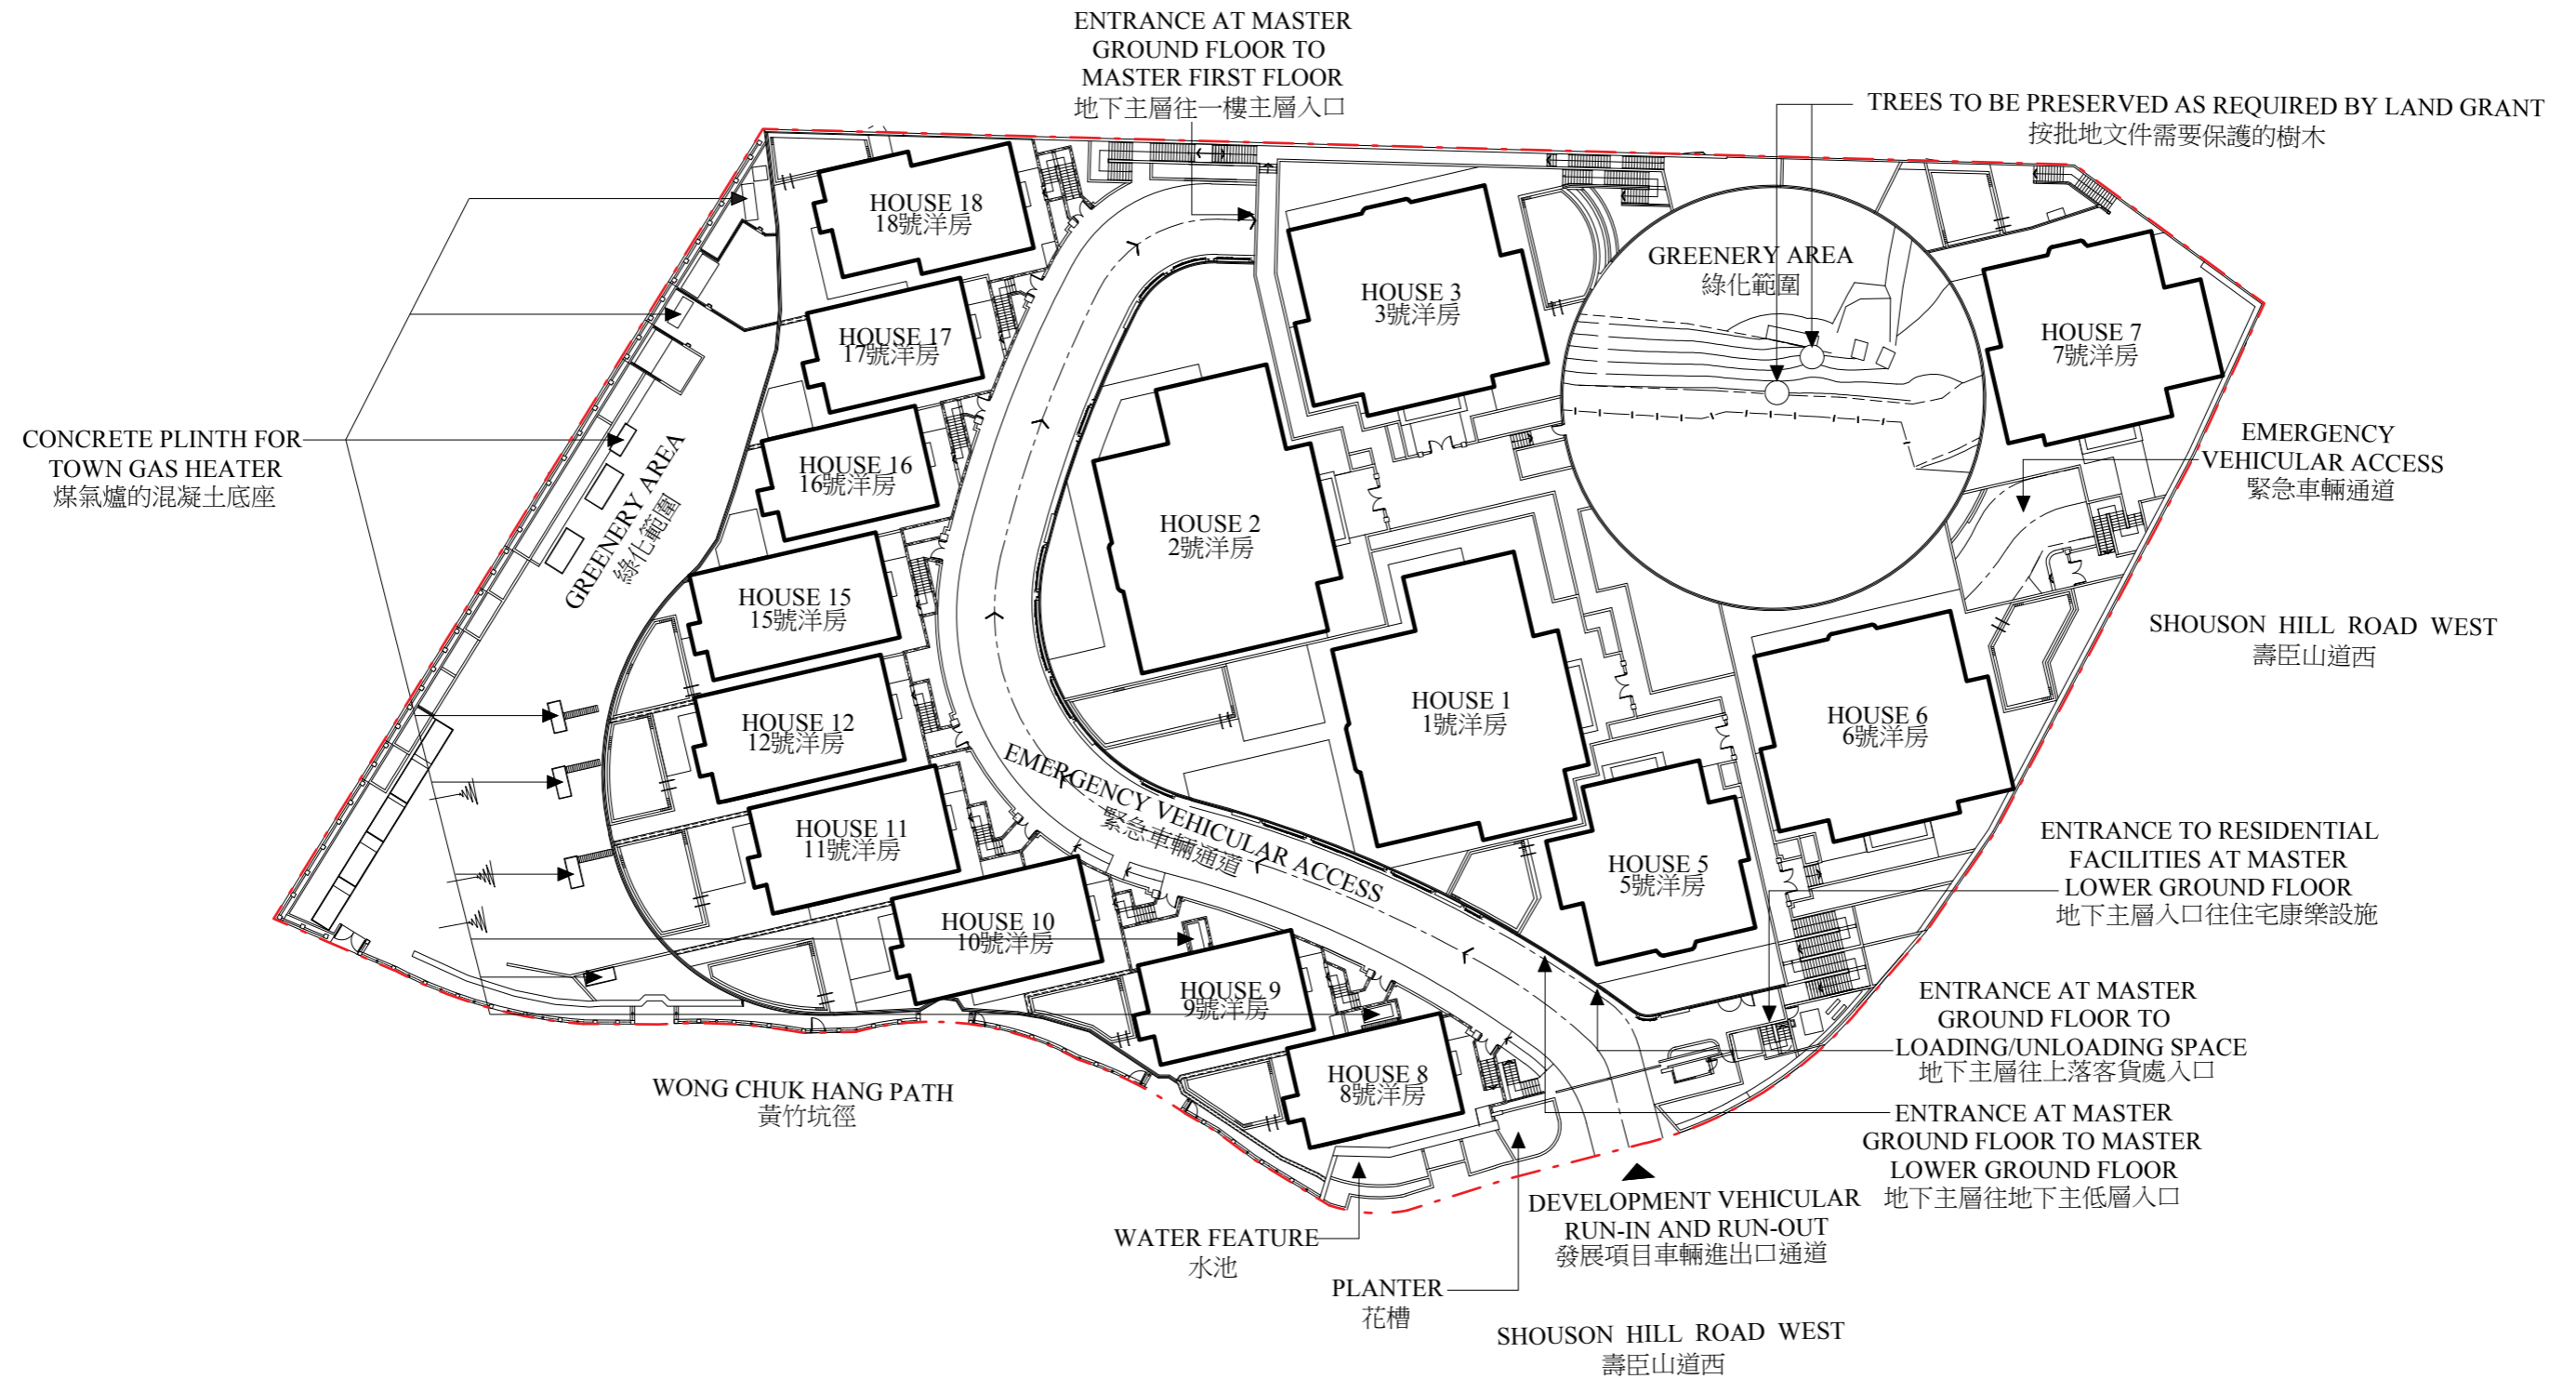 ENTRANCE AT MASTER
GROUND FLOOR TO
MASTER FIRST FLOOR
地下主層往一樓主層入口
TREES TO BE PRESERVED AS REQUIRED BY LAND GRANT
按批地文件需要保護的樹木
HOUSE 18
18號洋房
HOUSE 3
3號洋房
GREENERY AREA
綠化範圍
HOUSE 7
7號洋房
HOUSE 17
17號洋房
CONCRETE PLINTH FOR
TOWN GAS HEATER
煤氣爐的混凝土底座
GREENERY AREA
綠化範圍
HOUSE 16
16號洋房
EMERGENCY
VEHICULAR ACCESS
緊急車輛通道
HOUSE 2
2號洋房
HOUSE 15
15號洋房
SHOUSON HILL ROAD WEST
壽臣山道西
HOUSE 12
12號洋房
HOUSE 1
1號洋房
HOUSE 6
6號洋房
EMERGENCY VEHICULAR ACCESS
緊急車輛通道
HOUSE 11
11號洋房
HOUSE 5
5號洋房
ENTRANCE TO RESIDENTIAL
FACILITIES AT MASTER
LOWER GROUND FLOOR
地下主層入口往住宅康樂設施
HOUSE 10
10號洋房
HOUSE 9
9號洋房
ENTRANCE AT MASTER
GROUND FLOOR TO
LOADING/UNLOADING SPACE
地下主層往上落客貨處入口
HOUSE 8
8號洋房
WONG CHUK HANG PATH
黃竹坑徑
ENTRANCE AT MASTER
GROUND FLOOR TO MASTER
LOWER GROUND FLOOR
地下主層往地下主低層入口
DEVELOPMENT VEHICULAR
RUN-IN AND RUN-OUT
發展項目車輛進出口通道
WATER FEATURE
水池
PLANTER
花槽
SHOUSON HILL ROAD WEST
壽臣山道西